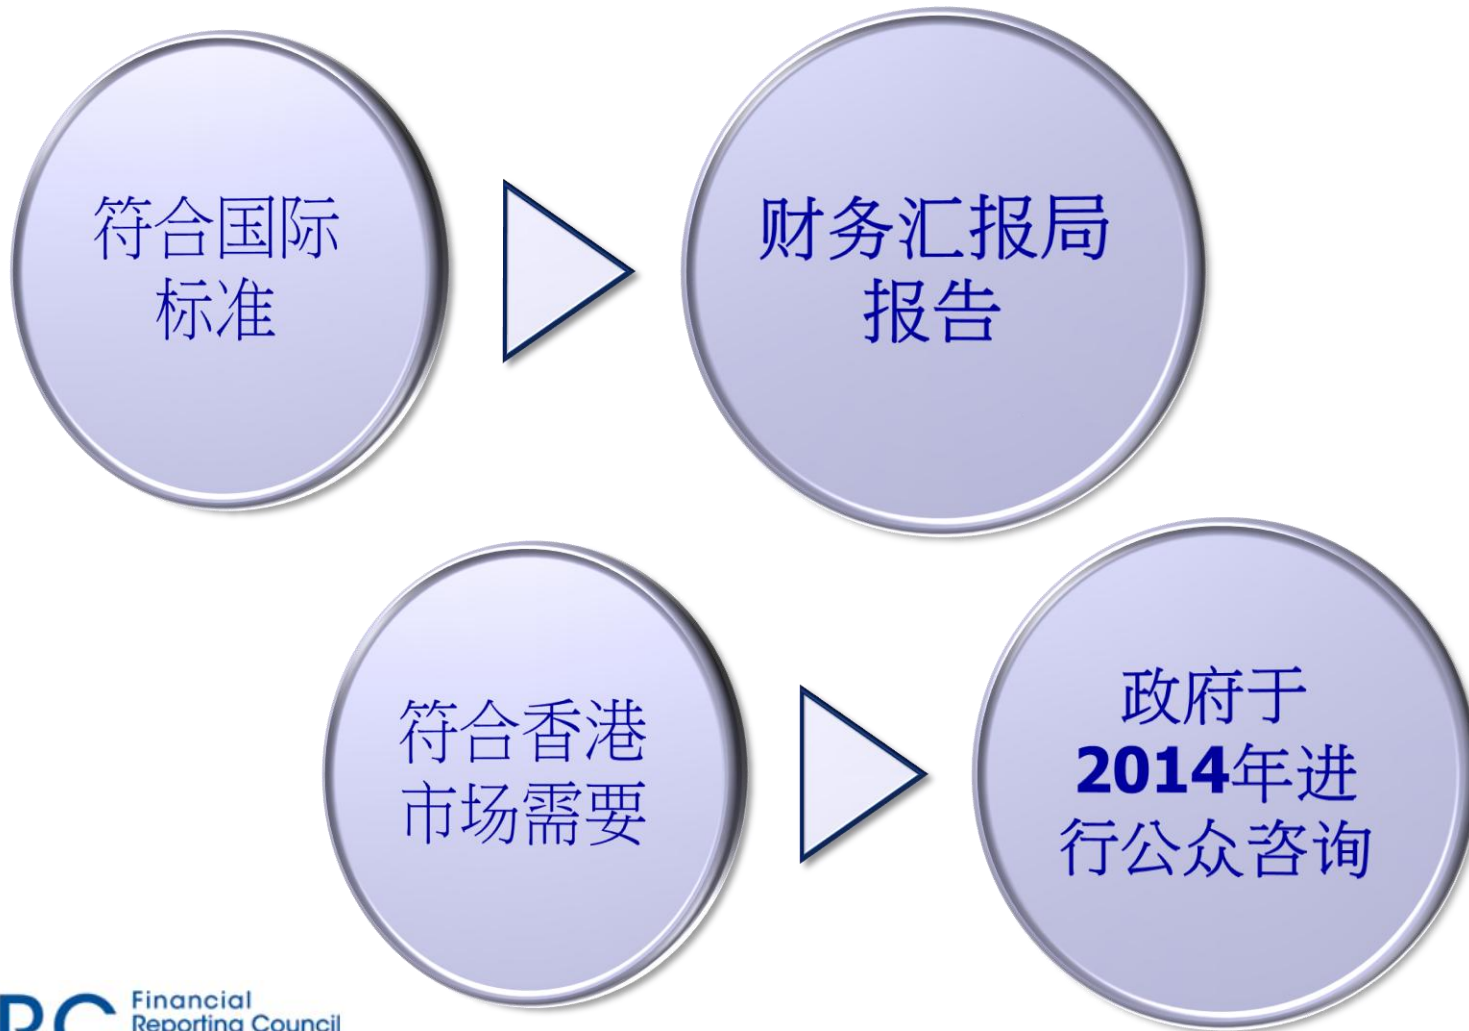 符合国际
标准
财务汇报局
报告
符合香港
市场需要
政府于
2014年进
行公众咨询
RC
Financial
Reporting Council